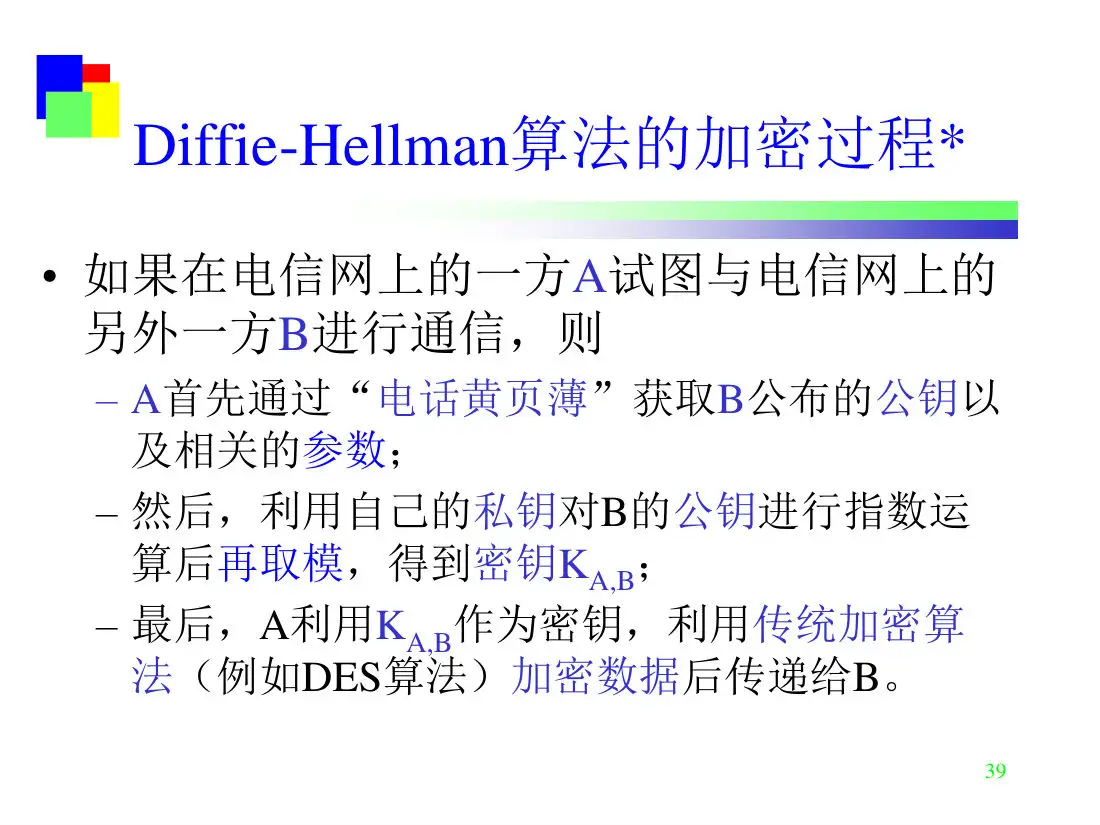 Diffie-Hellman算法的加密过程*
• 如果在电信网上的一方A试图与电信网上的
另外一方B进行通信，则
– A首先通过“电话黄页薄”获取B公布的公钥以
及相关的参数；
– 然后，利用自己的私钥对B的公钥进行指数运
算后再取模，得到密钥K_A,B；
– 最后，A利用K_A,B作为密钥，利用传统加密算
法（例如DES算法）加密数据后传递给B。
39